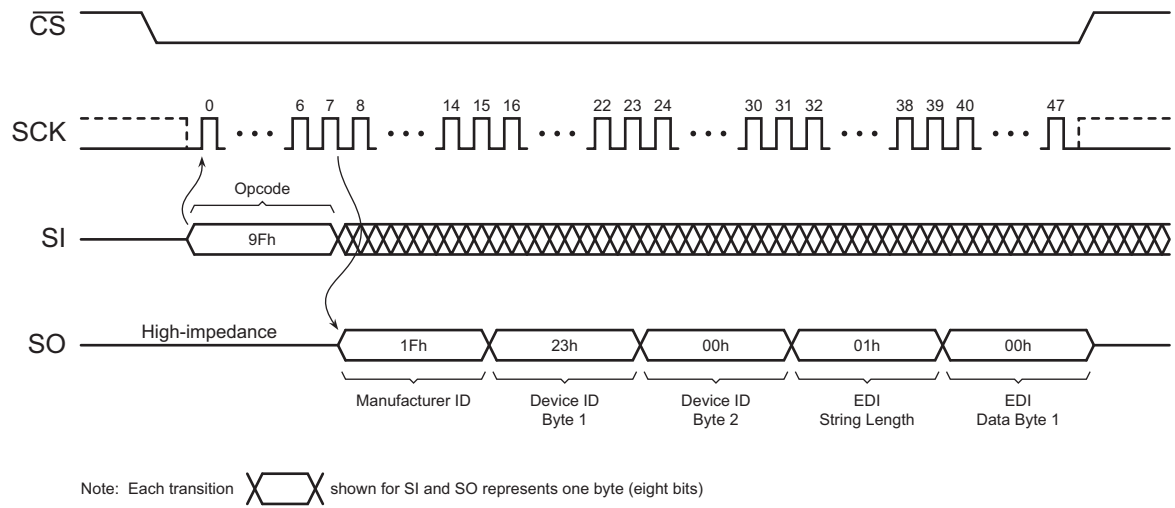 CS
0 6 7 8 14 15 16 22 23 24 30 31 32 38 39 40 47
SCK
Opcode
SI
9Fh
High-impedance
SO
1Fh 23h 00h 01h 00h
Manufacturer ID Device ID Device ID EDI EDI
Byte 1 Byte 2 String Length Data Byte 1
Note: Each transition shown for SI and SO represents one byte (eight bits)